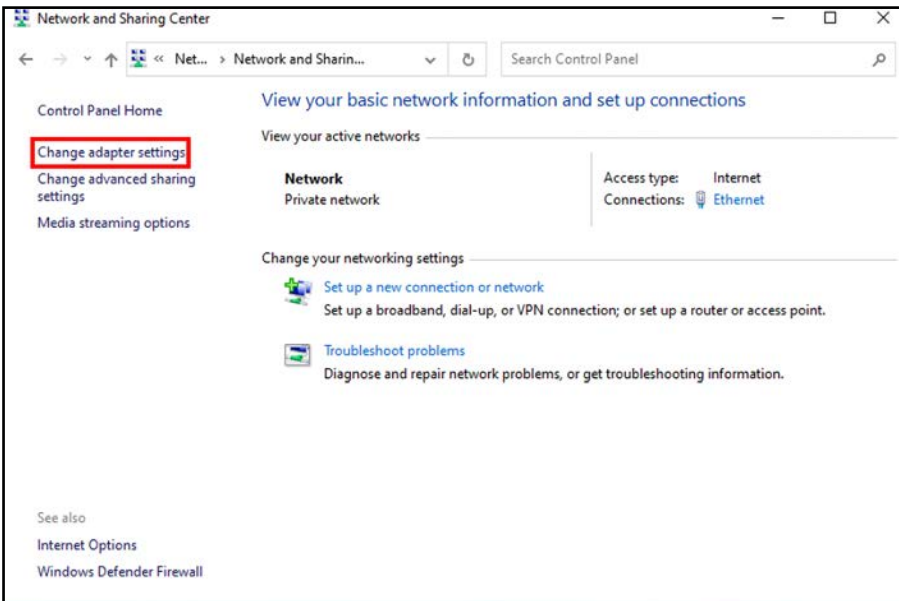 Network and Sharing Center
« Net... › Network and Sharin...
Search Control Panel
Control Panel Home
Change adapter settings
Change advanced sharing
settings
Media streaming options
View your basic network information and set up connections
View your active networks
Network
Private network
Access type: Internet
Connections: Ethernet
Change your networking settings
Set up a new connection or network
Set up a broadband, dial-up, or VPN connection; or set up a router or access point.
Troubleshoot problems
Diagnose and repair network problems, or get troubleshooting information.
See also
Internet Options
Windows Defender Firewall